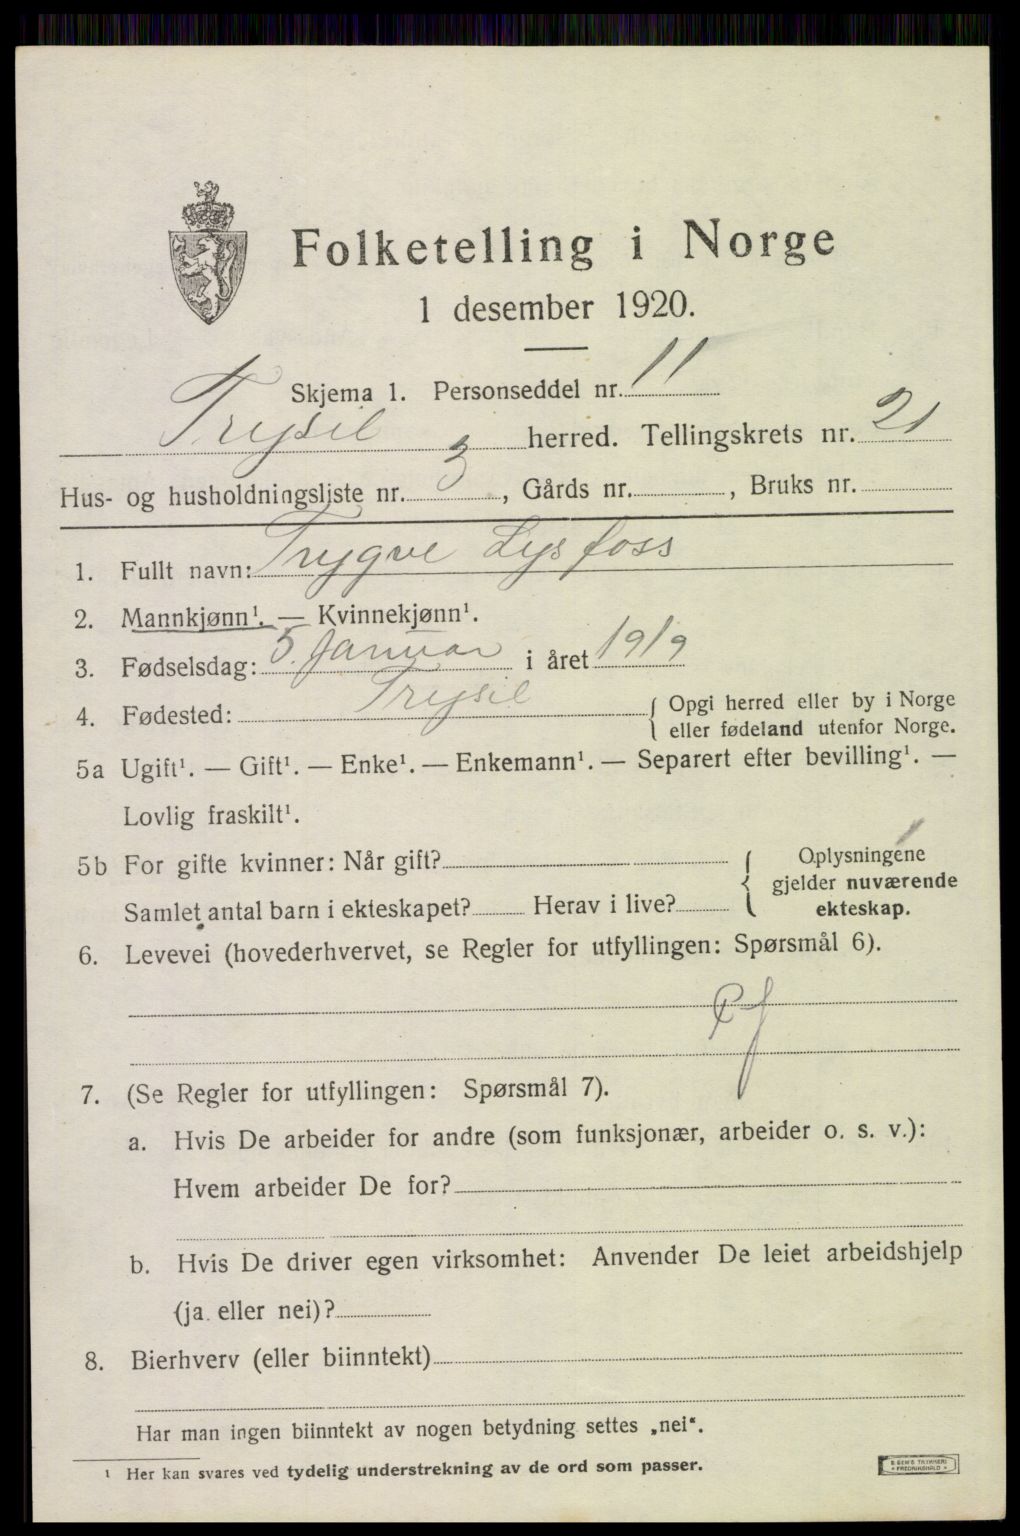 Folketelling i Norge
1 desember 1920.
Skjema 1. Personseddel nr. 11
Trysil herred. Tellingskrets nr. 21
Hus- og husholdningsliste nr. 3, Gårds nr. , Bruks nr.
1. Fullt navn: Trygve Lysfoss
2. Mannkjønn¹. — Kvinnekjønn¹.
3. Fødselsdag: 5. Januar i året 1919
4. Fødested: Trysil { Opgi herred eller by i Norge
eller fødeland utenfor Norge.
5a Ugift¹. — Gift¹. — Enke¹. — Enkemann¹. — Separert efter bevilling¹. —
Lovlig fraskilt¹.
5b For gifte kvinner: Når gift? { Oplysningene
gjelder nuværende
Samlet antal barn i ekteskapet? Herav i live? ekteskap.
6. Levevei (hovederhvervet, se Regler for utfyllingen: Spørsmål 6).
7. (Se Regler for utfyllingen: Spørsmål 7).
a. Hvis De arbeider for andre (som funksjonær, arbeider o. s. v.):
Hvem arbeider De for?
b. Hvis De driver egen virksomhet: Anvender De leiet arbeidshjelp
(ja eller nei)?
8. Bierhverv (eller biinntekt)
Har man ingen biinntekt av nogen betydning settes „nei“.
¹ Her kan svares ved tydelig understrekning av de ord som passer.